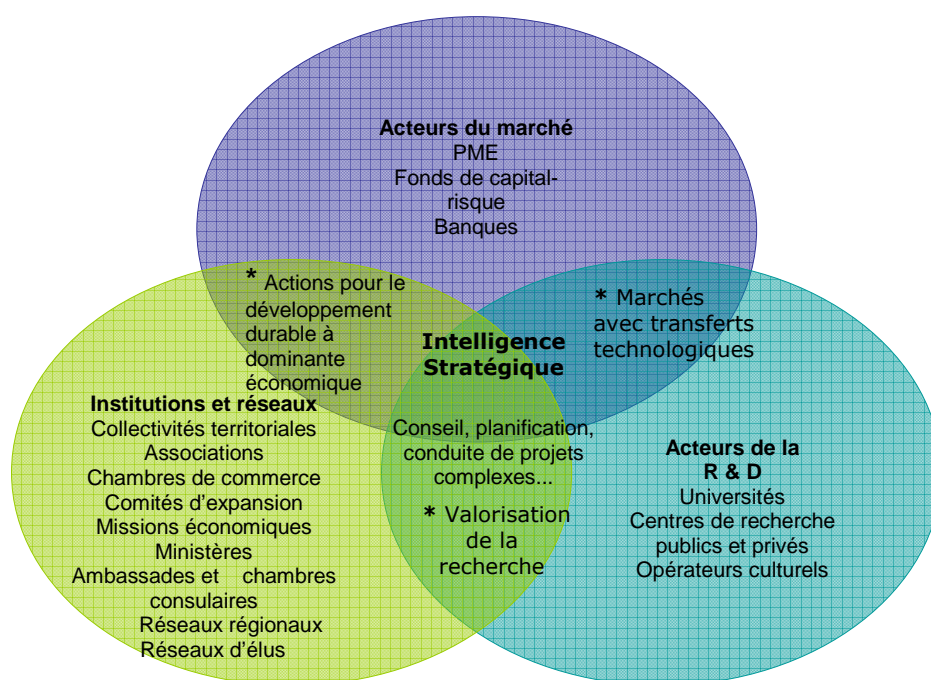 Acteurs du marché
PME
Fonds de capital-
risque
Banques
* Actions pour le
développement
durable à
dominante
économique
* Marchés
avec transferts
technologiques
Intelligence
Stratégique
Institutions et réseaux
Collectivités territoriales
Associations
Chambres de commerce
Comités d'expansion
Missions économiques
Ministères
Ambassades et chambres
consulaires
Réseaux régionaux
Réseaux d'élus
Conseil, planification,
conduite de projets
complexes...
* Valorisation
de la
recherche
Acteurs de la
R & D
Universités
Centres de recherche
publics et privés
Opérateurs culturels